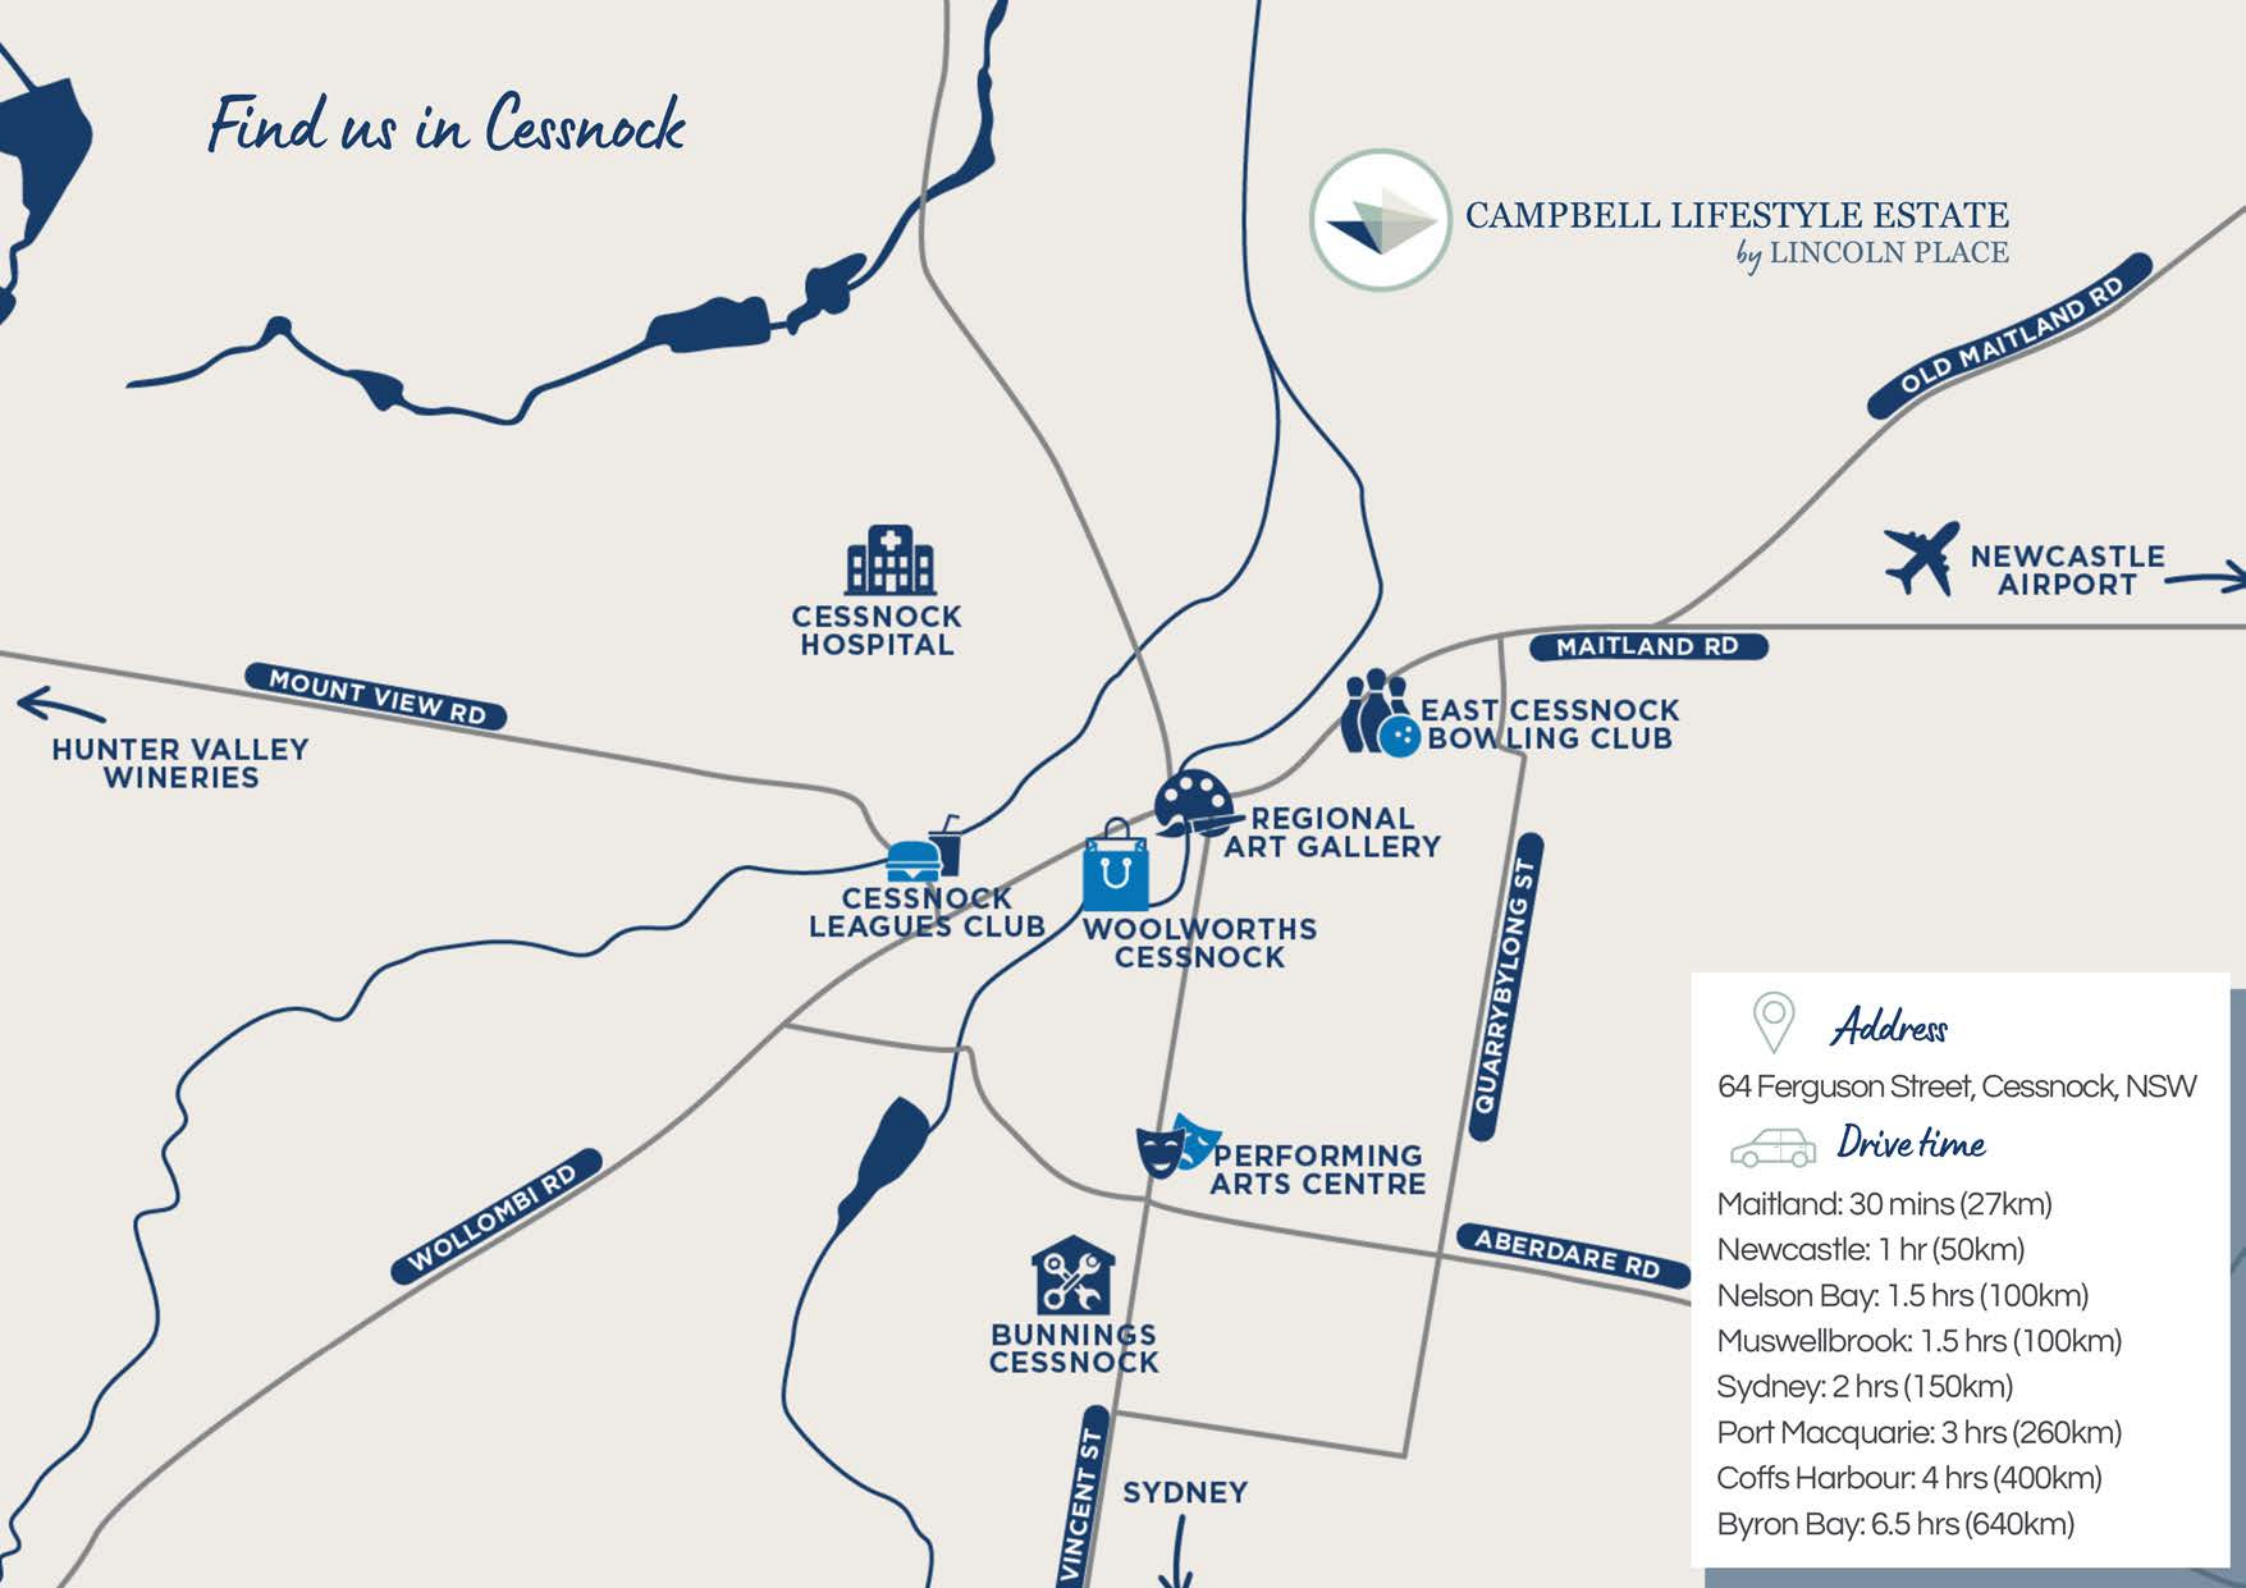 Find us in Cessnock
CAMPBELL LIFESTYLE ESTATE
by LINCOLN PLACE
OLD MAITLAND RD
NEWCASTLE
AIRPORT
CESSNOCK
HOSPITAL
MAITLAND RD
MOUNT VIEW RD
HUNTER VALLEY
WINERIES
EAST CESSNOCK
BOWLING CLUB
REGIONAL
ART GALLERY
CESSNOCK
LEAGUES CLUB
WOOLWORTHS
CESSNOCK
QUARRYBYLONG ST
WOLLOMBI RD
PERFORMING
ARTS CENTRE
ABERDARE RD
BUNNINGS
CESSNOCK
VINCENT ST
SYDNEY
Address
64 Ferguson Street, Cessnock, NSW
Drive time
Maitland: 30 mins (27km)
Newcastle: 1 hr (50km)
Nelson Bay: 1.5 hrs (100km)
Muswellbrook: 1.5 hrs (100km)
Sydney: 2 hrs (150km)
Port Macquarie: 3 hrs (260km)
Coffs Harbour: 4 hrs (400km)
Byron Bay: 6.5 hrs (640km)